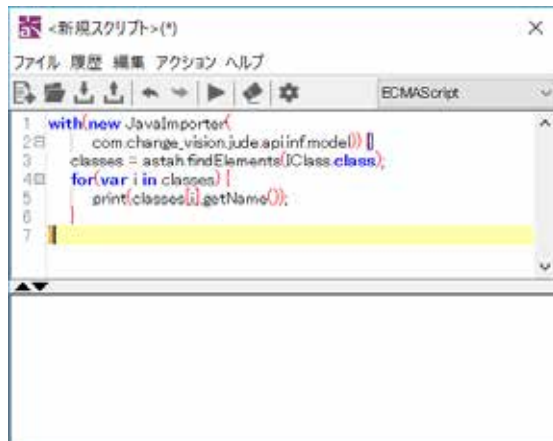 <新規スクリプト>(*)
ファイル 履歴 編集 アクション ヘルプ
ECMAScript
1 with(new JavaImporter(
2 com.change_vision.jude.api.inf.model)) {
3 classes = astah.findElements(IClass.class);
4 for(var i in classes) {
5 print(classes[i].getName());
6 }
7 }